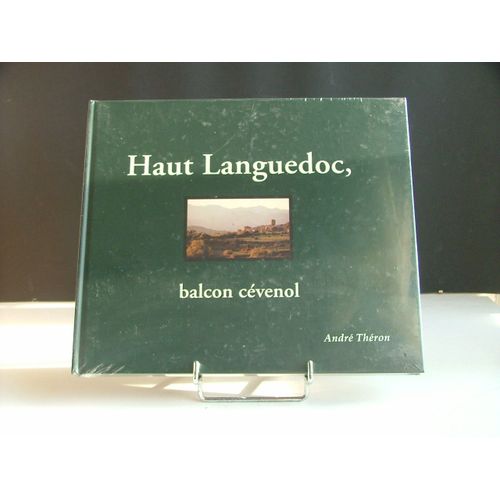 Haut Languedoc,
balcon cévenol
André Théron